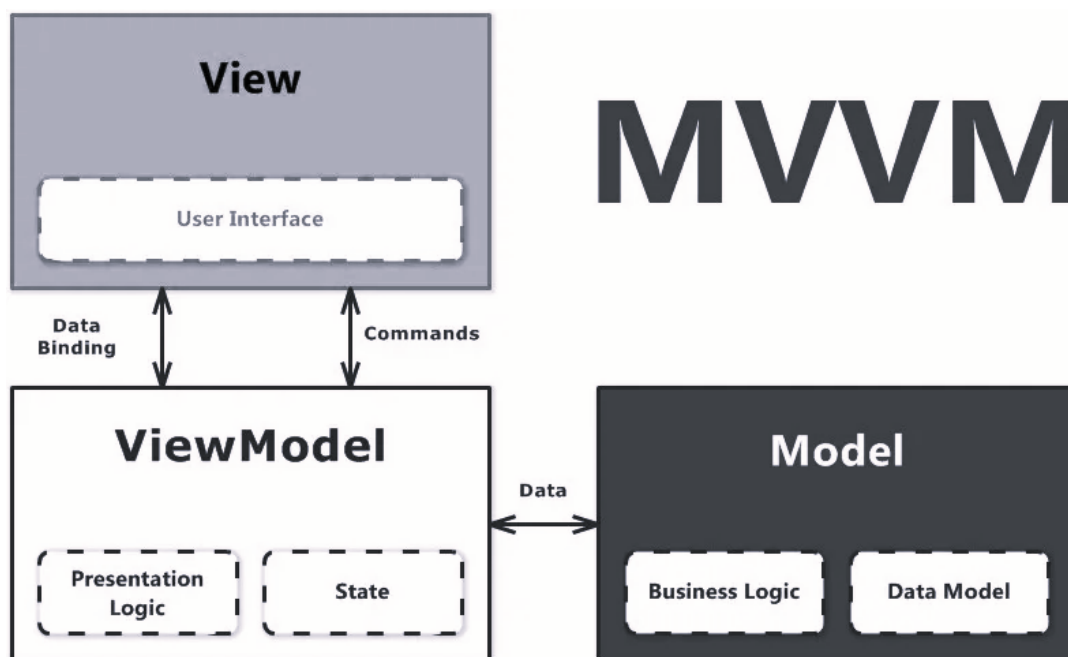 View
MVVM
User Interface
Data
Binding
Commands
ViewModel
Model
Data
Presentation
Logic
State
Business Logic
Data Model